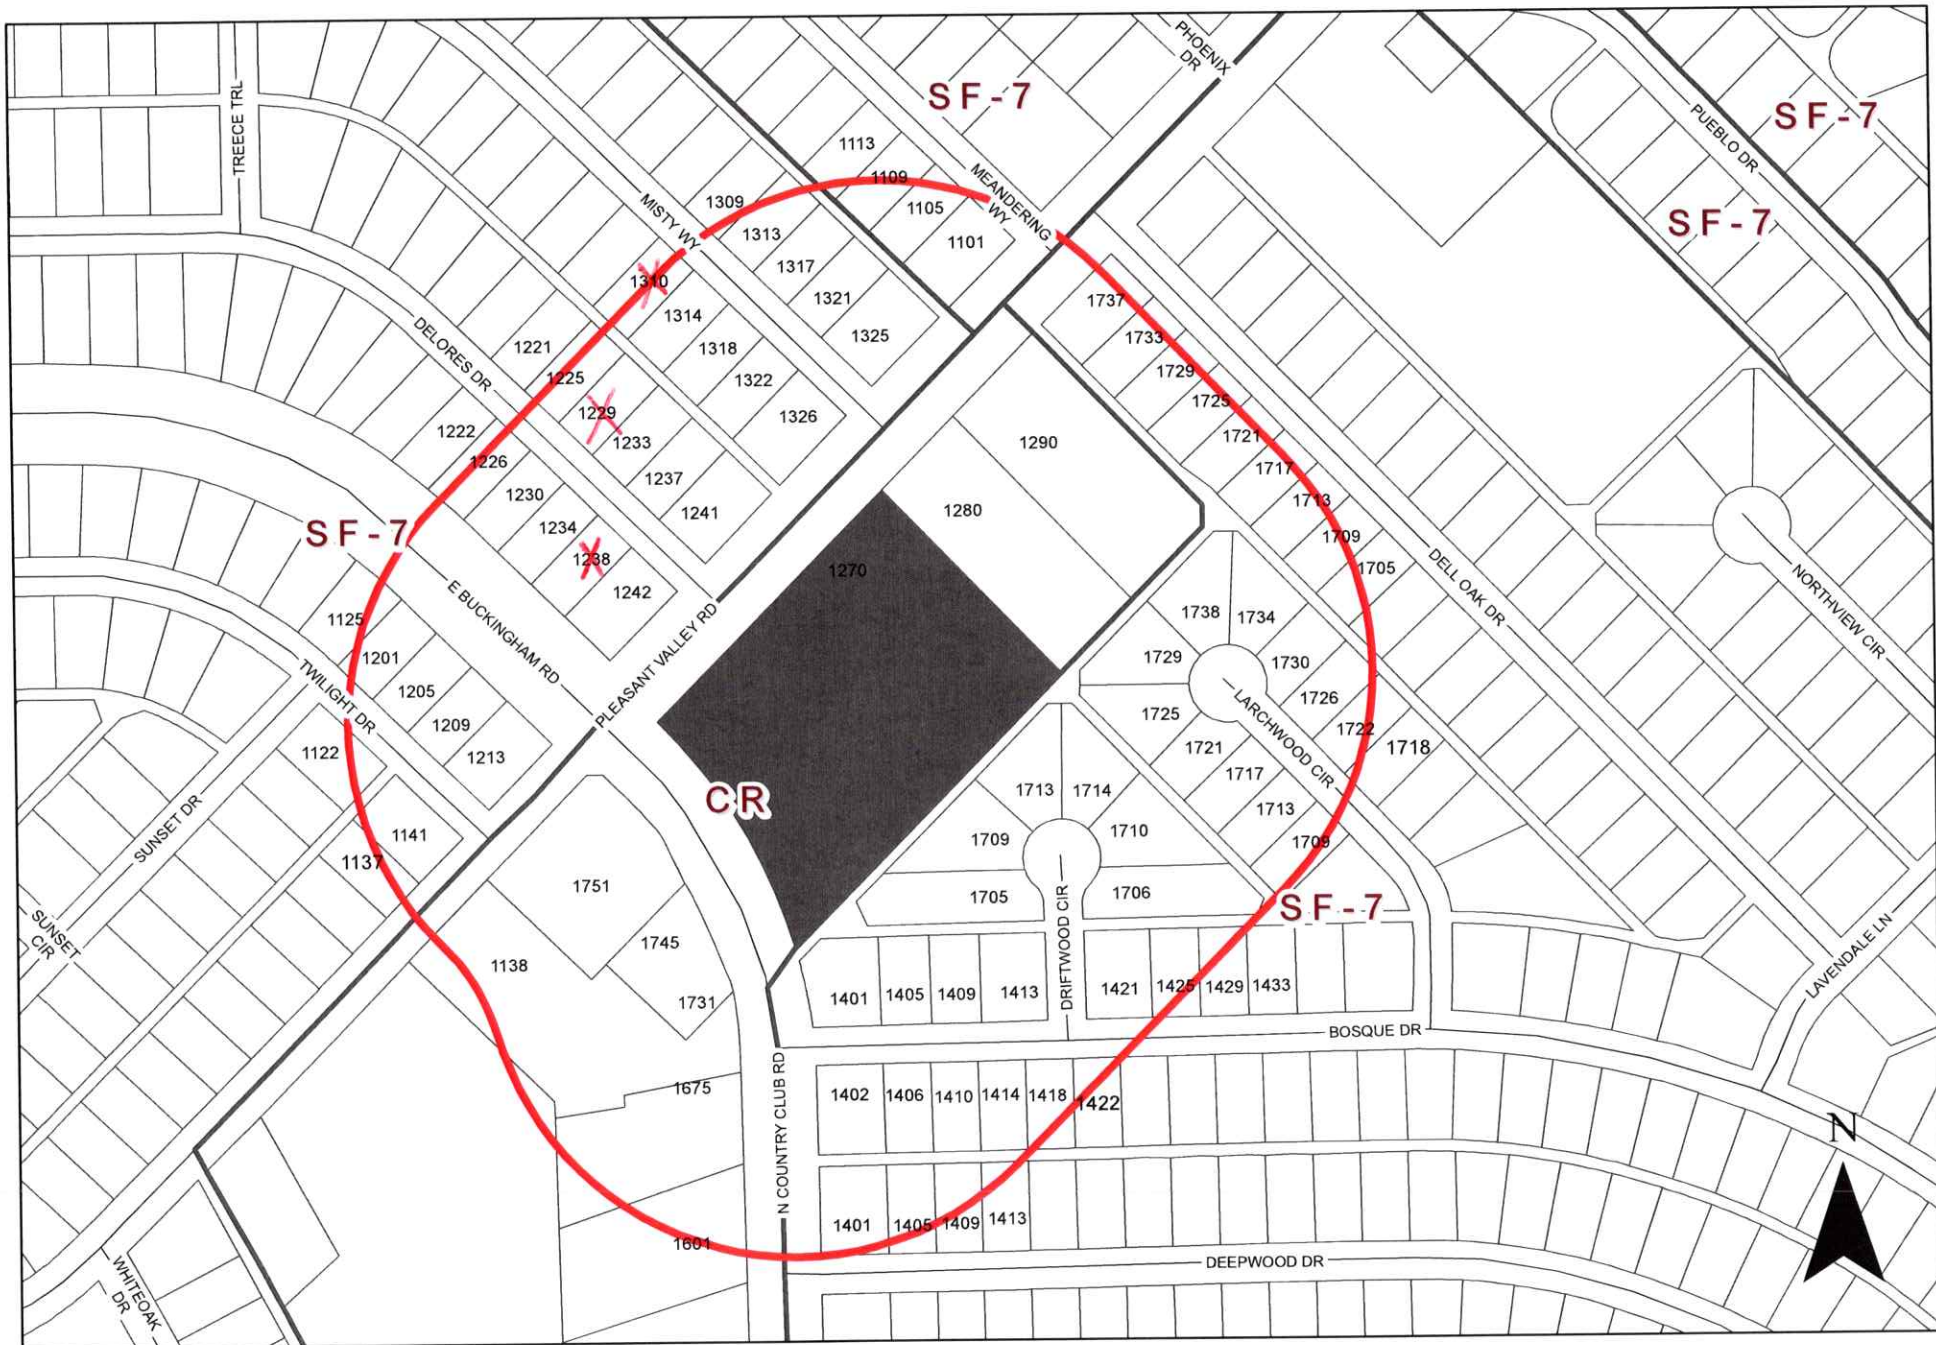 PHOENIX
DR
SF-7
SF-7
TREECE TRL
PUEBLO DR
1113
1109
MEANDERING
WY
SF-7
MISTY WY
1309
1105
1313
1101
1317
1310
1321
1737
1314
1325
1733
DELORES DR
1221
1318
1729
1225
1322
1725
1229
1326
1222
1233
1290
1721
1226
1237
1717
1230
1241
1280
1713
SF-7
1234
1709
1238
1270
1705
DELL OAK DR
E BUCKINGHAM RD
1242
NORTHVIEW CIR
1125
PLEASANT VALLEY RD
1738
1734
1201
1729
1730
TWILIGHT DR
1205
1726
LARCHWOOD CIR
1209
1725
1722
1122
1213
1721
1718
1717
SUNSET DR
CR
1713
1714
1713
1141
1709
1710
1709
1137
1751
1705
1706
SF-7
SUNSET
CIR
1745
DRIFTWOOD CIR
LAVENDALE LN
1138
1731
1401
1405
1409
1413
1421
1425
1429
1433
BOSQUE DR
N COUNTRY CLUB RD
1675
1402
1406
1410
1414
1418
1422
N
1401
1405
1409
1413
1601
DEEPWOOD DR
WHITEOAK
DR